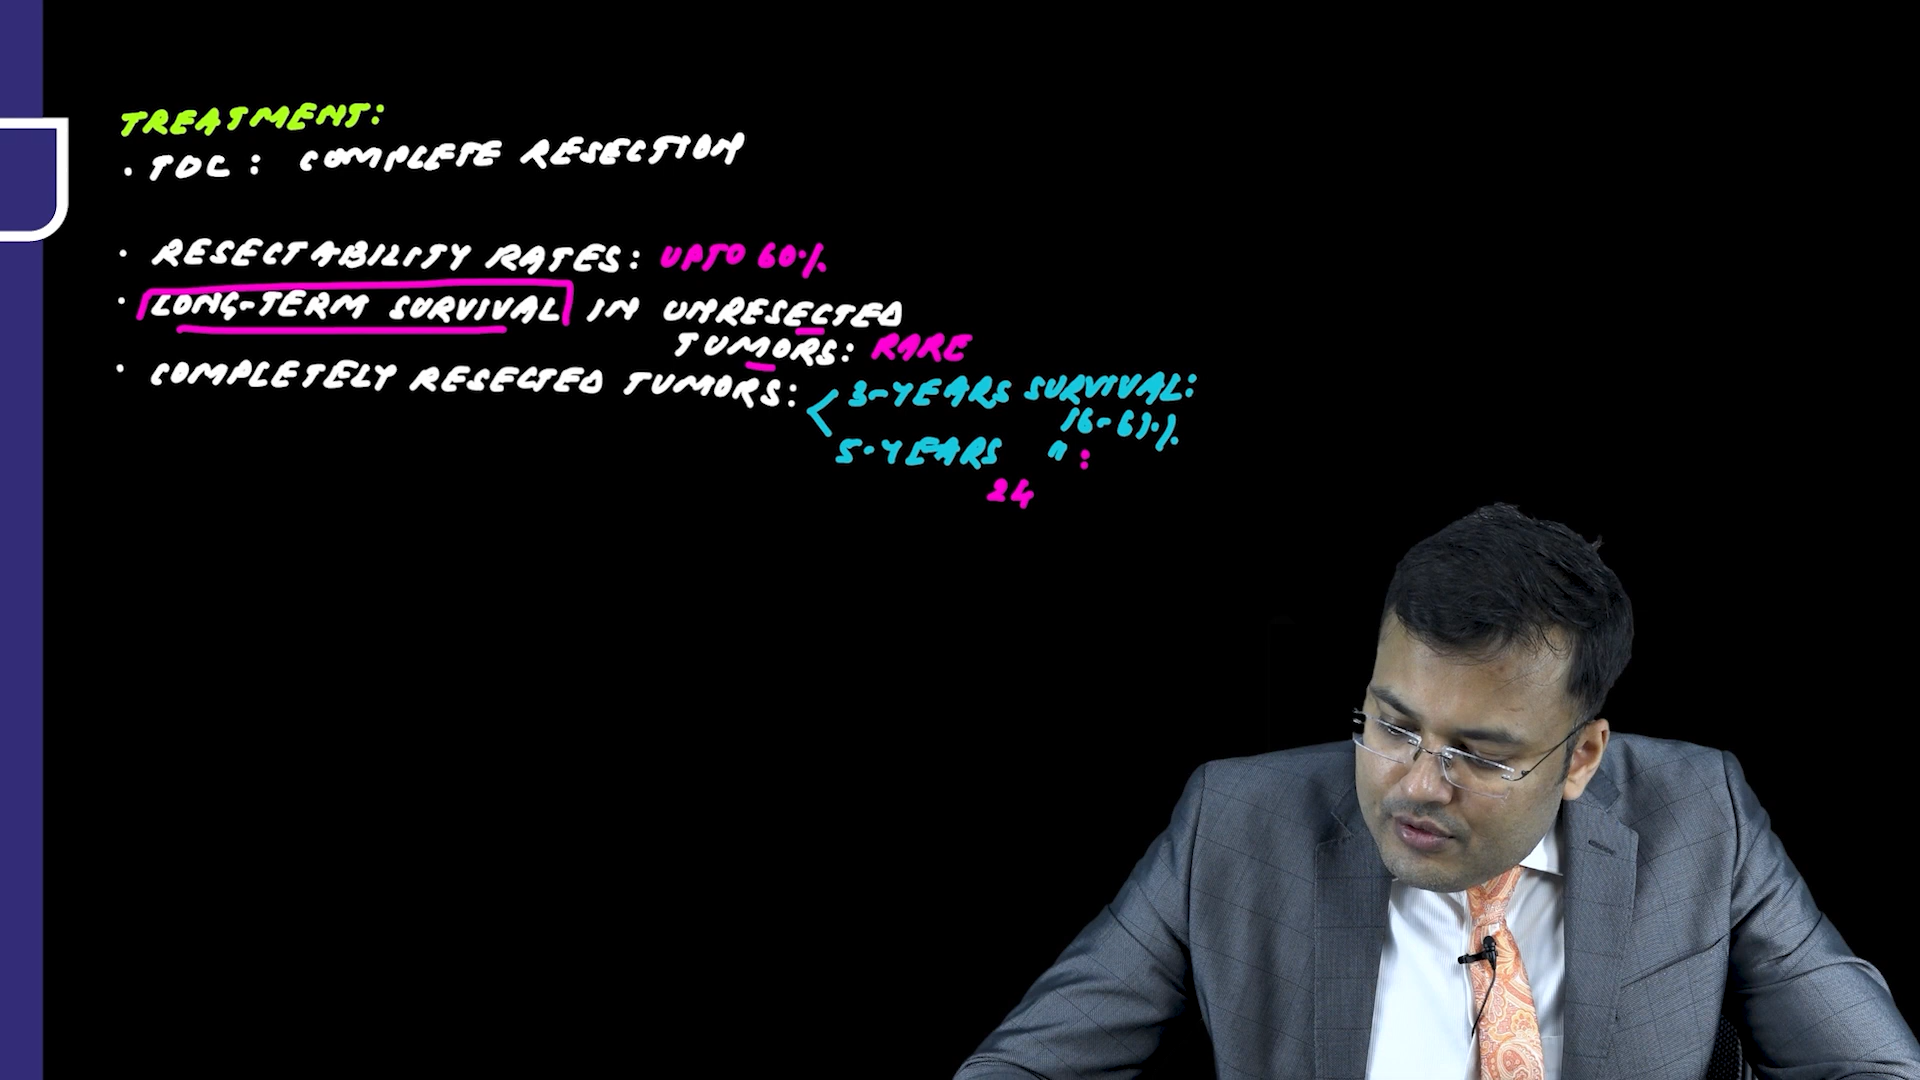 TREATMENT:
• TOC: COMPLETE RESECTION
• RESECTABILITY RATES: UPTO 60%
• LONG-TERM SURVIVAL IN UNRESECTED
TUMORS: RARE
• COMPLETELY RESECTED TUMORS: < 3-YEARS SURVIVAL:
16-61%
5-YEARS " :
24